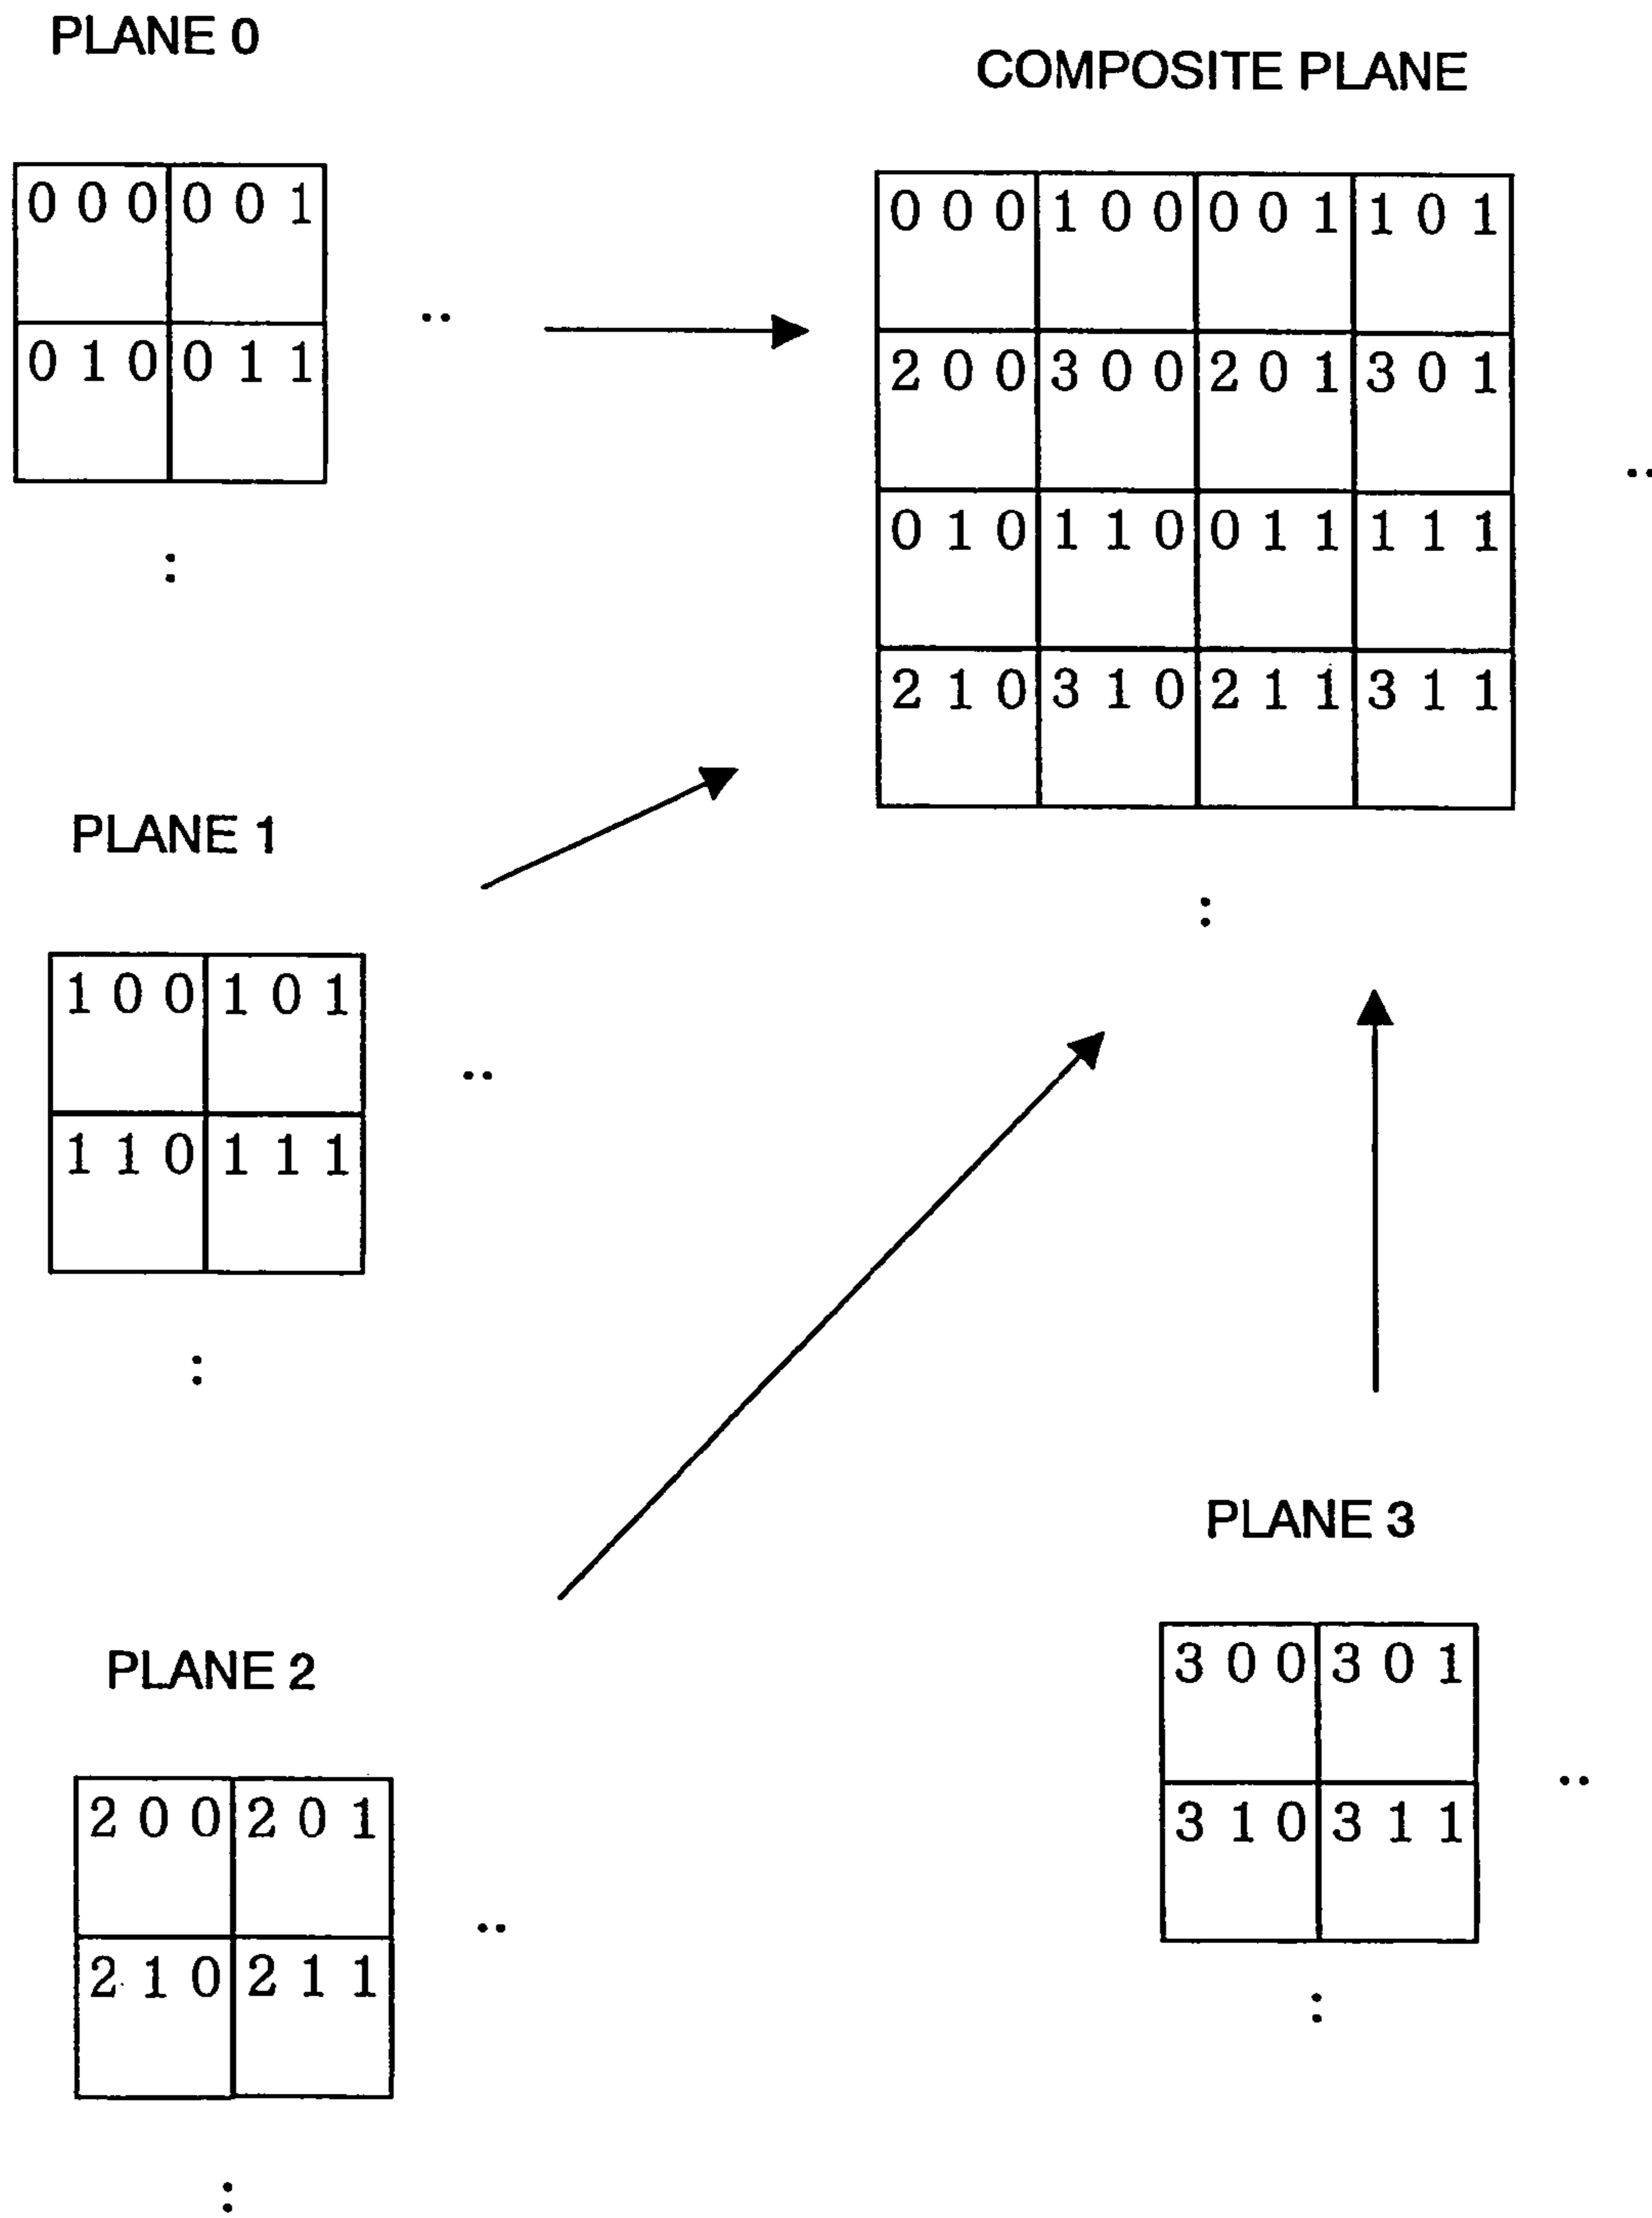 PLANE 0
0 0 0 0 0 1
0 1 0 0 1 1
..
:
COMPOSITE PLANE
0 0 0 1 0 0 0 0 1 1 0 1
2 0 0 3 0 0 2 0 1 3 0 1
0 1 0 1 1 0 0 1 1 1 1 1
2 1 0 3 1 0 2 1 1 3 1 1
..
:
PLANE 1
1 0 0 1 0 1
1 1 0 1 1 1
..
:
PLANE 2
2 0 0 2 0 1
2 1 0 2 1 1
..
:
PLANE 3
3 0 0 3 0 1
3 1 0 3 1 1
..
: